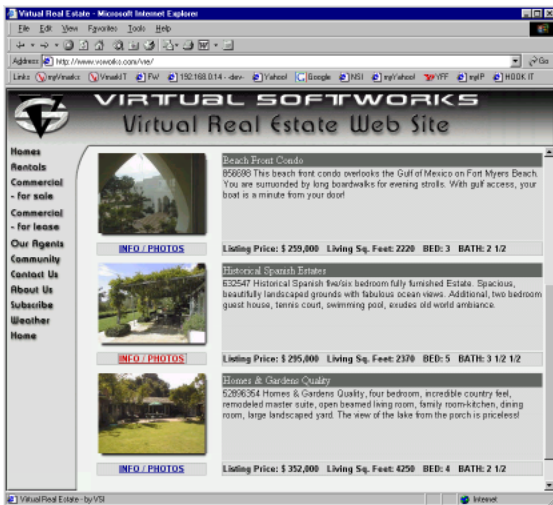 Virtual Real Estate - Microsoft Internet Explorer
File Edit View Favorites Tools Help
Address http://www.vsworks.com/vre/ Go
Links myVmarks VmarkIT FW 192.168.0.14 -dev- Yahoo! Google NSI myYahoo! YFF myIP HOOK IT
VIRTUAL SOFTWORKS
Virtual Real Estate Web Site
Homes
Rentals
Commercial
- for sale
Commercial
- for lease
Our Agents
Community
Contact Us
About Us
Subscribe
Weather
Home
Beach Front Condo
856698 This beach front condo overlooks the Gulf of Mexico on Fort Myers Beach.
You are surruonded by long boardwalks for evening strolls. With gulf access, your
boat is a minute from your door!
INFO / PHOTOS Listing Price: $ 259,000 Living Sq. Feet: 2220 BED: 3 BATH: 2 1/2
Historical Spanish Estates
632547 Historical Spanish five/six bedroom fully furnished Estate. Spacious,
beautifully landscaped grounds with fabulous ocean views. Additional, two bedroom
guest house, tennis court, swimming pool, exudes old world ambiance.
INFO / PHOTOS Listing Price: $ 295,000 Living Sq. Feet: 2370 BED: 5 BATH: 3 1/2 1/2
Homes & Gardens Quality
52896354 Homes & Gardens Quality, four bedroom, incredible country feel,
remodeled master suite, open beamed living room, family room-kitchen, dining
room, large landscaped yard. The view of the lake from the porch is priceless!
INFO / PHOTOS Listing Price: $ 352,000 Living Sq. Feet: 4250 BED: 4 BATH: 2 1/2
Virtual Real Estate - by VSI Internet